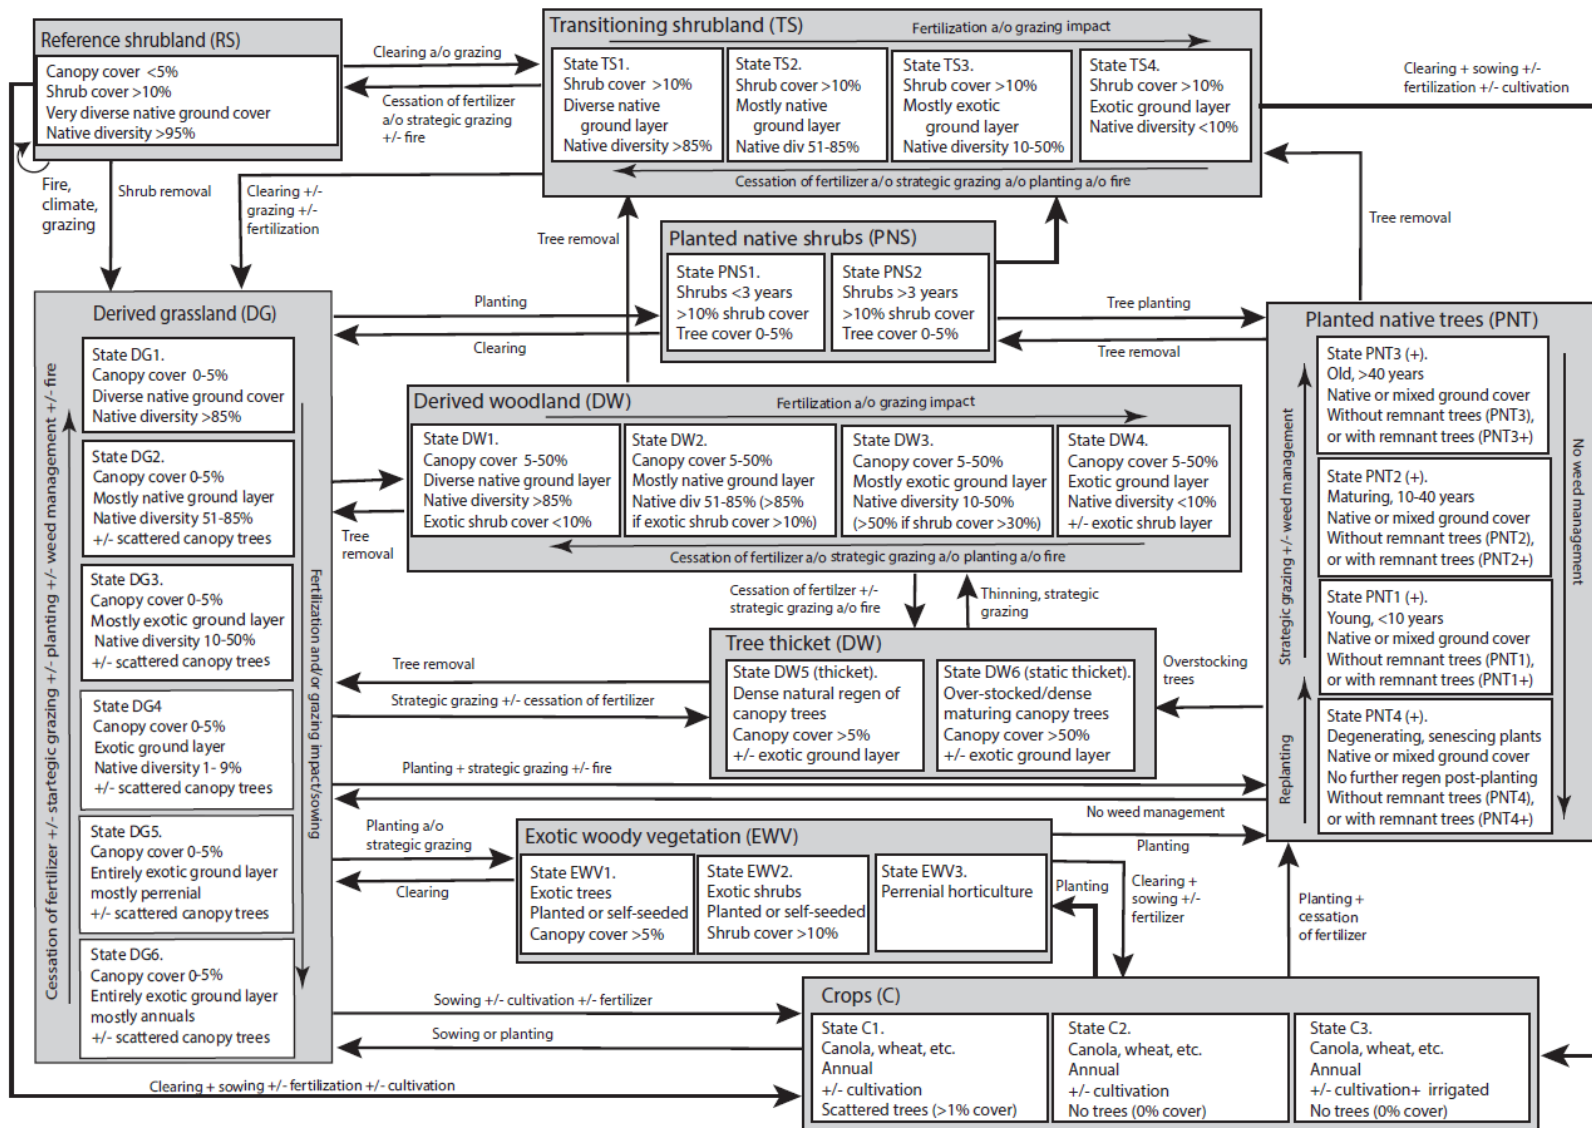 Reference shrubland (RS)
Canopy cover <5%
Shrub cover >10%
Very diverse native ground cover
Native diversity >95%
Fire,
climate,
grazing
Shrub removal
Clearing a/o grazing
Cessation of fertilizer
a/o strategic grazing
+/- fire
Clearing +/-
grazing +/-
fertilization
Transitioning shrubland (TS)
Fertilization a/o grazing impact
State TS1.
Shrub cover >10%
Diverse native
ground layer
Native diversity >85%
State TS2.
Shrub cover >10%
Mostly native
ground layer
Native div 51-85%
State TS3.
Shrub cover >10%
Mostly exotic
ground layer
Native diversity 10-50%
State TS4.
Shrub cover >10%
Exotic ground layer
Native diversity <10%
Cessation of fertilizer a/o strategic grazing a/o planting a/o fire
Clearing + sowing +/-
fertilization +/- cultivation
Tree removal
Tree removal
Planted native shrubs (PNS)
State PNS1.
Shrubs <3 years
>10% shrub cover
Tree cover 0-5%
State PNS2
Shrubs >3 years
>10% shrub cover
Tree cover 0-5%
Planting
Clearing
Tree planting
Tree removal
Derived grassland (DG)
Cessation of fertilizer +/- startegic grazing +/- planting +/- weed management +/- fire
State DG1.
Canopy cover 0-5%
Diverse native ground cover
Native diversity >85%
State DG2.
Canopy cover 0-5%
Mostly native ground layer
Native diversity 51-85%
+/- scattered canopy trees
State DG3.
Canopy cover 0-5%
Mostly exotic ground layer
Native diversity 10-50%
+/- scattered canopy trees
State DG4
Canopy cover 0-5%
Exotic ground layer
Native diversity 1- 9%
+/- scattered canopy trees
State DG5.
Canopy cover 0-5%
Entirely exotic ground layer
mostly perrenial
+/- scattered canopy trees
State DG6.
Canopy cover 0-5%
Entirely exotic ground layer
mostly annuals
+/- scattered canopy trees
Fertilization and/or grazing impact/sowing
Derived woodland (DW)
Fertilization a/o grazing impact
State DW1.
Canopy cover 5-50%
Diverse native ground layer
Native diversity >85%
Exotic shrub cover <10%
State DW2.
Canopy cover 5-50%
Mostly native ground layer
Native div 51-85% (>85%
if exotic shrub cover >10%)
State DW3.
Canopy cover 5-50%
Mostly exotic ground layer
Native diversity 10-50%
(>50% if shrub cover >30%)
State DW4.
Canopy cover 5-50%
Exotic ground layer
Native diversity <10%
+/- exotic shrub layer
Cessation of fertilizer a/o strategic grazing a/o planting a/o fire
Tree
removal
Cessation of fertilzer +/-
strategic grazing a/o fire
Thinning, strategic
grazing
Tree thicket (DW)
State DW5 (thicket).
Dense natural regen of
canopy trees
Canopy cover >5%
+/- exotic ground layer
State DW6 (static thicket).
Over-stocked/dense
maturing canopy trees
Canopy cover >50%
+/- exotic ground layer
Tree removal
Strategic grazing +/- cessation of fertilizer
Overstocking
trees
Planting + strategic grazing +/- fire
No weed management
Planted native trees (PNT)
Strategic grazing +/- weed management
Replanting
State PNT3 (+).
Old, >40 years
Native or mixed ground cover
Without remnant trees (PNT3),
or with remnant trees (PNT3+)
State PNT2 (+).
Maturing, 10-40 years
Native or mixed ground cover
Without remnant trees (PNT2),
or with remnant trees (PNT2+)
State PNT1 (+).
Young, <10 years
Native or mixed ground cover
Without remnant trees (PNT1),
or with remnant trees (PNT1+)
State PNT4 (+).
Degenerating, senescing plants
Native or mixed ground cover
No further regen post-planting
Without remnant trees (PNT4),
or with remnant trees (PNT4+)
No weed management
Exotic woody vegetation (EWV)
State EWV1.
Exotic trees
Planted or self-seeded
Canopy cover >5%
State EWV2.
Exotic shrubs
Planted or self-seeded
Shrub cover >10%
State EWV3.
Perrenial horticulture
Planting a/o
strategic grazing
Clearing
Planting
Planting
Clearing +
sowing +/-
fertilizer
Planting +
cessation
of fertilizer
Sowing +/- cultivation +/- fertilizer
Sowing or planting
Clearing + sowing +/- fertilization +/- cultivation
Crops (C)
State C1.
Canola, wheat, etc.
Annual
+/- cultivation
Scattered trees (>1% cover)
State C2.
Canola, wheat, etc.
Annual
+/- cultivation
No trees (0% cover)
State C3.
Canola, wheat, etc.
Annual
+/- cultivation+ irrigated
No trees (0% cover)